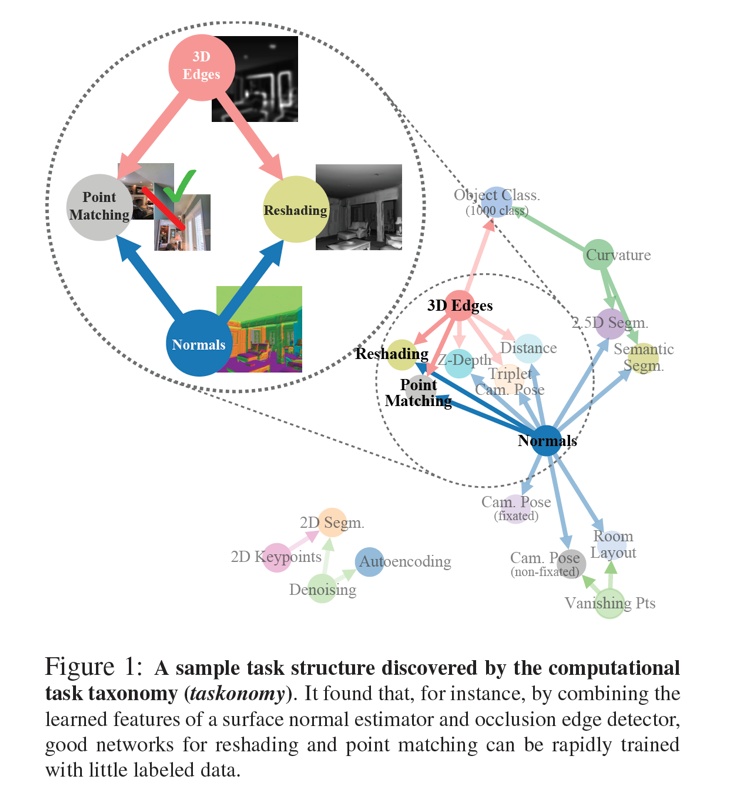 3D
Edges
Point
Matching
Reshading
Normals
Object Class.
(1000 class)
Curvature
3D Edges
2.5D Segm.
Reshading
Z-Depth
Distance
Semantic
Segm.
Triplet
Cam. Pose
Point
Matching
Normals
Cam. Pose
(fixated)
2D Segm.
2D Keypoints
Autoencoding
Denoising
Cam. Pose
(non-fixated)
Room
Layout
Vanishing Pts
Figure 1: A sample task structure discovered by the computational
task taxonomy (taskonomy). It found that, for instance, by combining the
learned features of a surface normal estimator and occlusion edge detector,
good networks for reshading and point matching can be rapidly trained
with little labeled data.